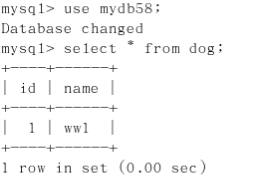 mysql> use mydb58;
Database changed
mysql> select * from dog;
+----+------+
| id | name |
+----+------+
| 1 | ww1 |
+----+------+
1 row in set (0.00 sec)